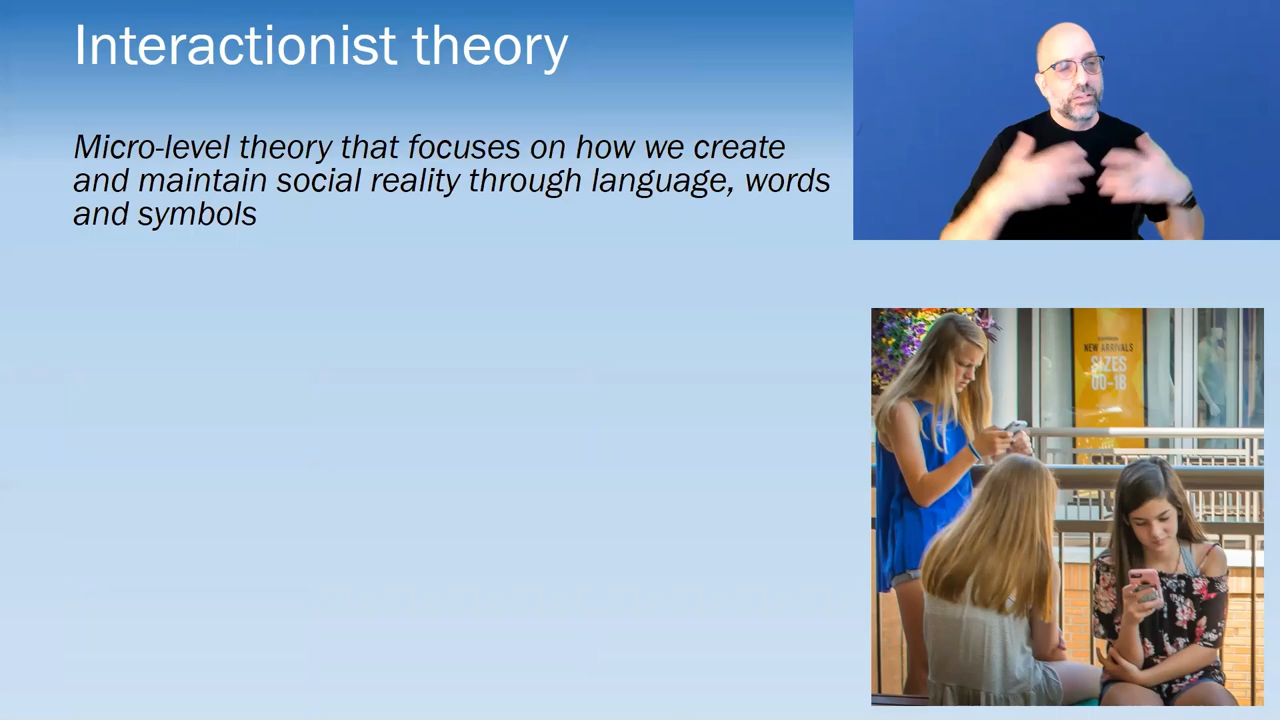 Interactionist theory
Micro-level theory that focuses on how we create
and maintain social reality through language, words
and symbols
NEW ARRIVALS
SIZES
00-18